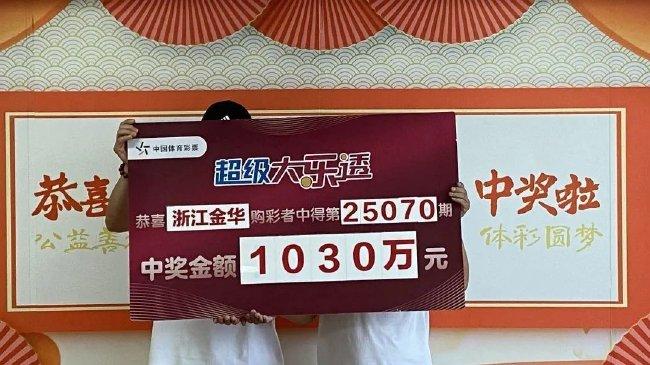 恭喜
公益善
中国体育彩票
超级大乐透
恭喜 浙江金华 购彩者中得第 25070 期
中奖金额 1030万 元
中奖啦
体彩圆梦